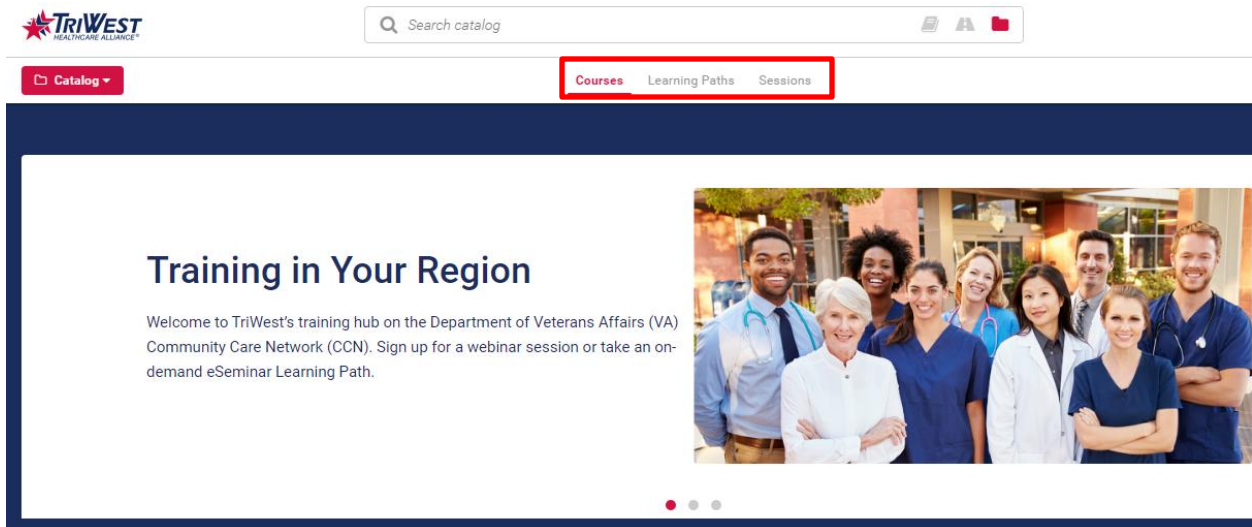 TRIWEST
HEALTHCARE ALLIANCE
Search catalog
Catalog
Courses Learning Paths Sessions
Training in Your Region
Welcome to TriWest's training hub on the Department of Veterans Affairs (VA)
Community Care Network (CCN). Sign up for a webinar session or take an on-
demand eSeminar Learning Path.